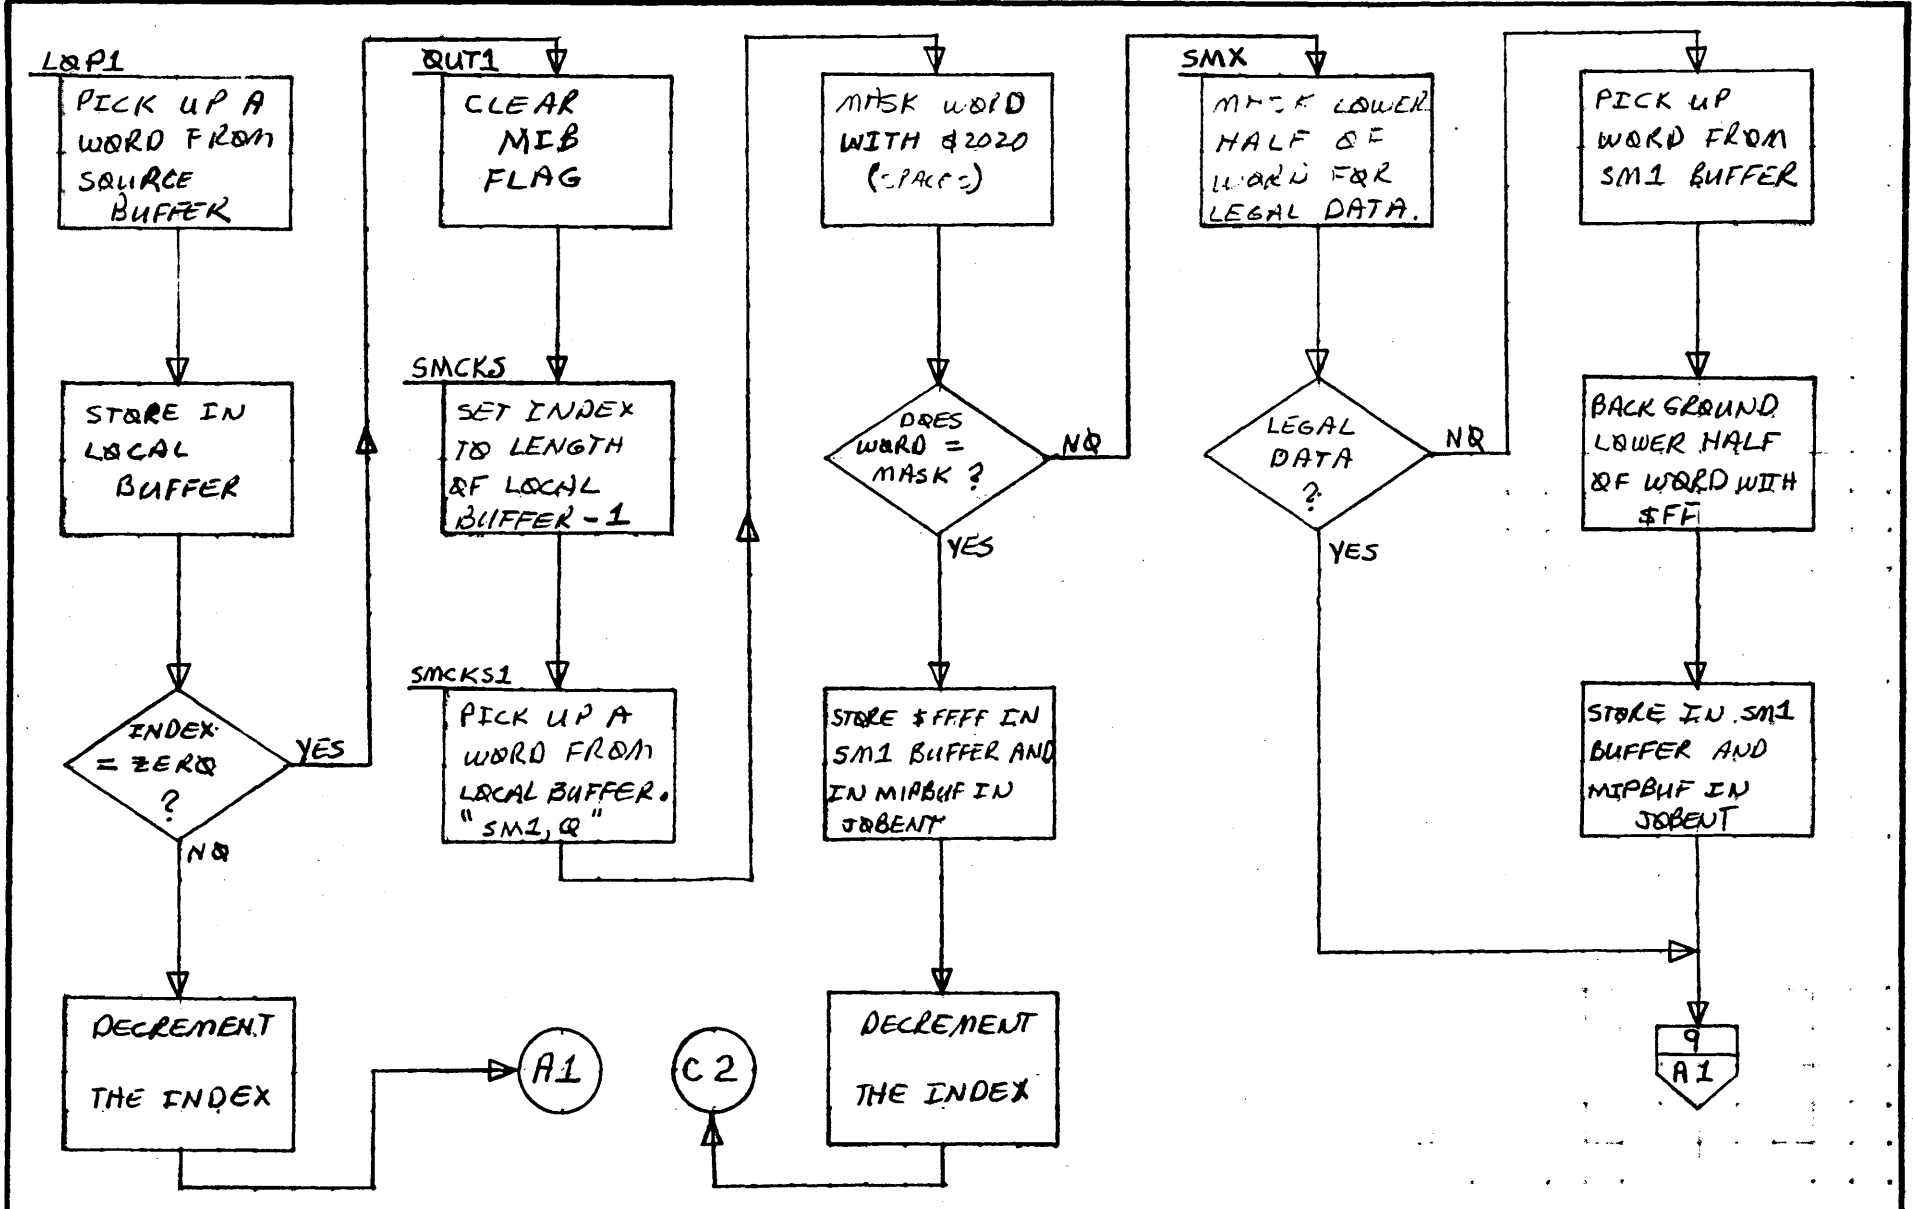 LOP1
PICK UP A
WORD FROM
SOURCE
BUFFER
STORE IN
LOCAL
BUFFER
INDEX
= ZERO
?
YES
NO
DECREMENT
THE INDEX
A1
OUT1
CLEAR
MIB
FLAG
SMCKS
SET INDEX
TO LENGTH
OF LOCAL
BUFFER-1
SMCKS1
PICK UP A
WORD FROM
LOCAL BUFFER.
"SM1,Q"
MASK WORD
WITH $2020
(SPACES)
DOES
WORD =
MASK ?
NO
YES
STORE $FFFF IN
SM1 BUFFER AND
IN MIPBUF IN
JOBENT
DECREMENT
THE INDEX
C2
SMX
MASK LOWER
HALF OF
WORD FOR
LEGAL DATA.
LEGAL
DATA
?
NO
YES
PICK UP
WORD FROM
SM1 BUFFER
BACKGROUND
LOWER HALF
OF WORD WITH
$FF
STORE IN SM1
BUFFER AND
MIPBUF IN
JOBENT
9
A1